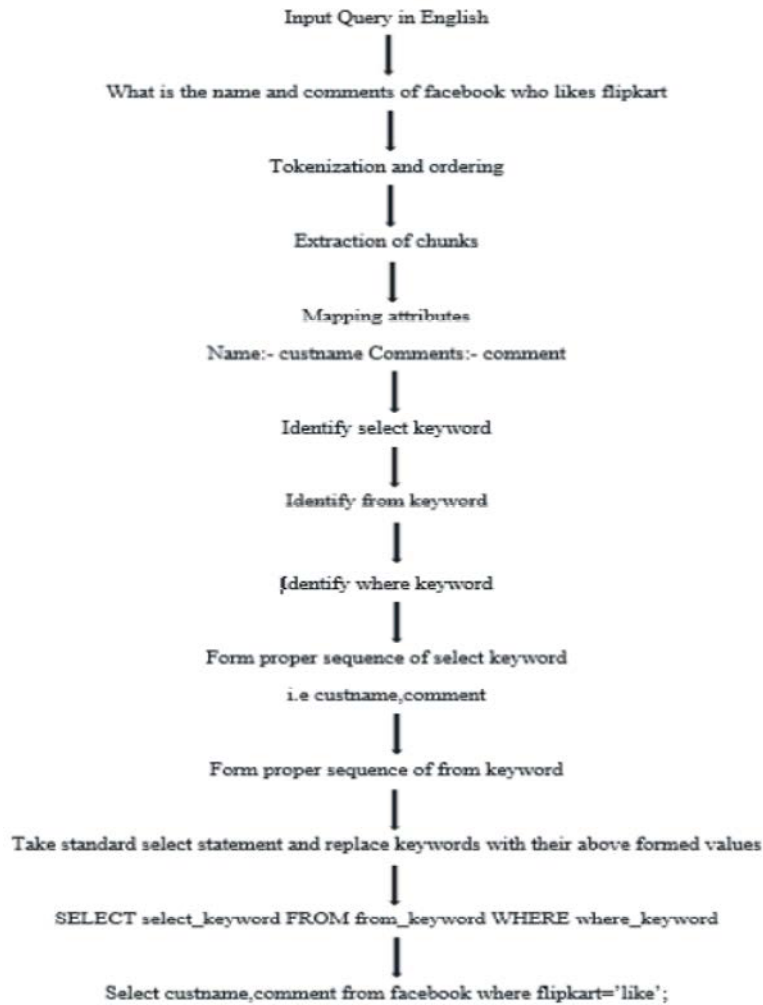 Input Query in English
What is the name and comments of facebook who likes flipkart
Tokenization and ordering
Extraction of chunks
Mapping attributes
Name:- custname Comments:- comment
Identify select keyword
Identify from keyword
Identify where keyword
Form proper sequence of select keyword
i.e custname,comment
Form proper sequence of from keyword
Take standard select statement and replace keywords with their above formed values
SELECT select_keyword FROM from_keyword WHERE where_keyword
Select custname,comment from facebook where flipkart=’like’;